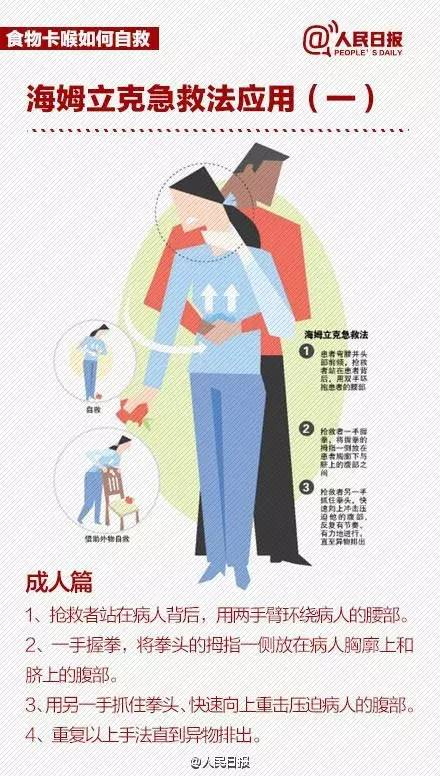 食物卡喉如何自救
@人民日报
PEOPLE'S DAILY
海姆立克急救法应用（一）
海姆立克急救法
1 患者弯腰并头
部前倾，抢救
者站在患者背
后，用双手环
抱患者的腰部
2 抢救者一手握
拳，将握拳的
拇指一侧放在
患者胸廓下与
脐上的腹部之
间
3 抢救者另一手
抓住拳头，快
速向上冲击压
迫他的腹部，
反复有节奏、
有力地进行，
直至异物排出
自救
借助外物自救
成人篇
1、抢救者站在病人背后，用两手臂环绕病人的腰部。
2、一手握拳，将拳头的拇指一侧放在病人胸廓上和
脐上的腹部。
3、用另一手抓住拳头、快速向上重击压迫病人的腹部。
4、重复以上手法直到异物排出。
@人民日报